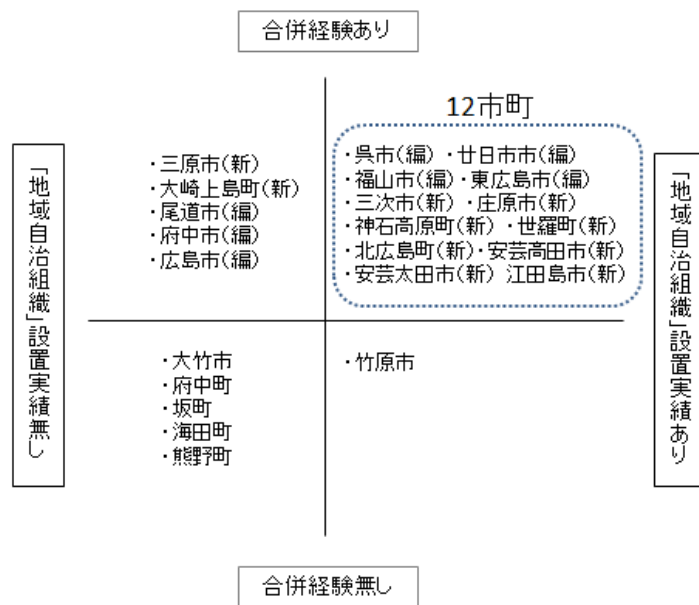 合併経験あり
12市町
「地域自治組織」設置実績無し
・三原市(新)
・大崎上島町(新)
・尾道市(編)
・府中市(編)
・広島市(編)
・呉市(編) ・廿日市市(編)
・福山市(編)・東広島市(編)
・三次市(新) ・庄原市(新)
・神石高原町(新) ・世羅町(新)
・北広島町(新)・安芸高田市(新)
・安芸太田市(新) 江田島市(新)
「地域自治組織」設置実績あり
・大竹市
・府中町
・坂町
・海田町
・熊野町
・竹原市
合併経験無し